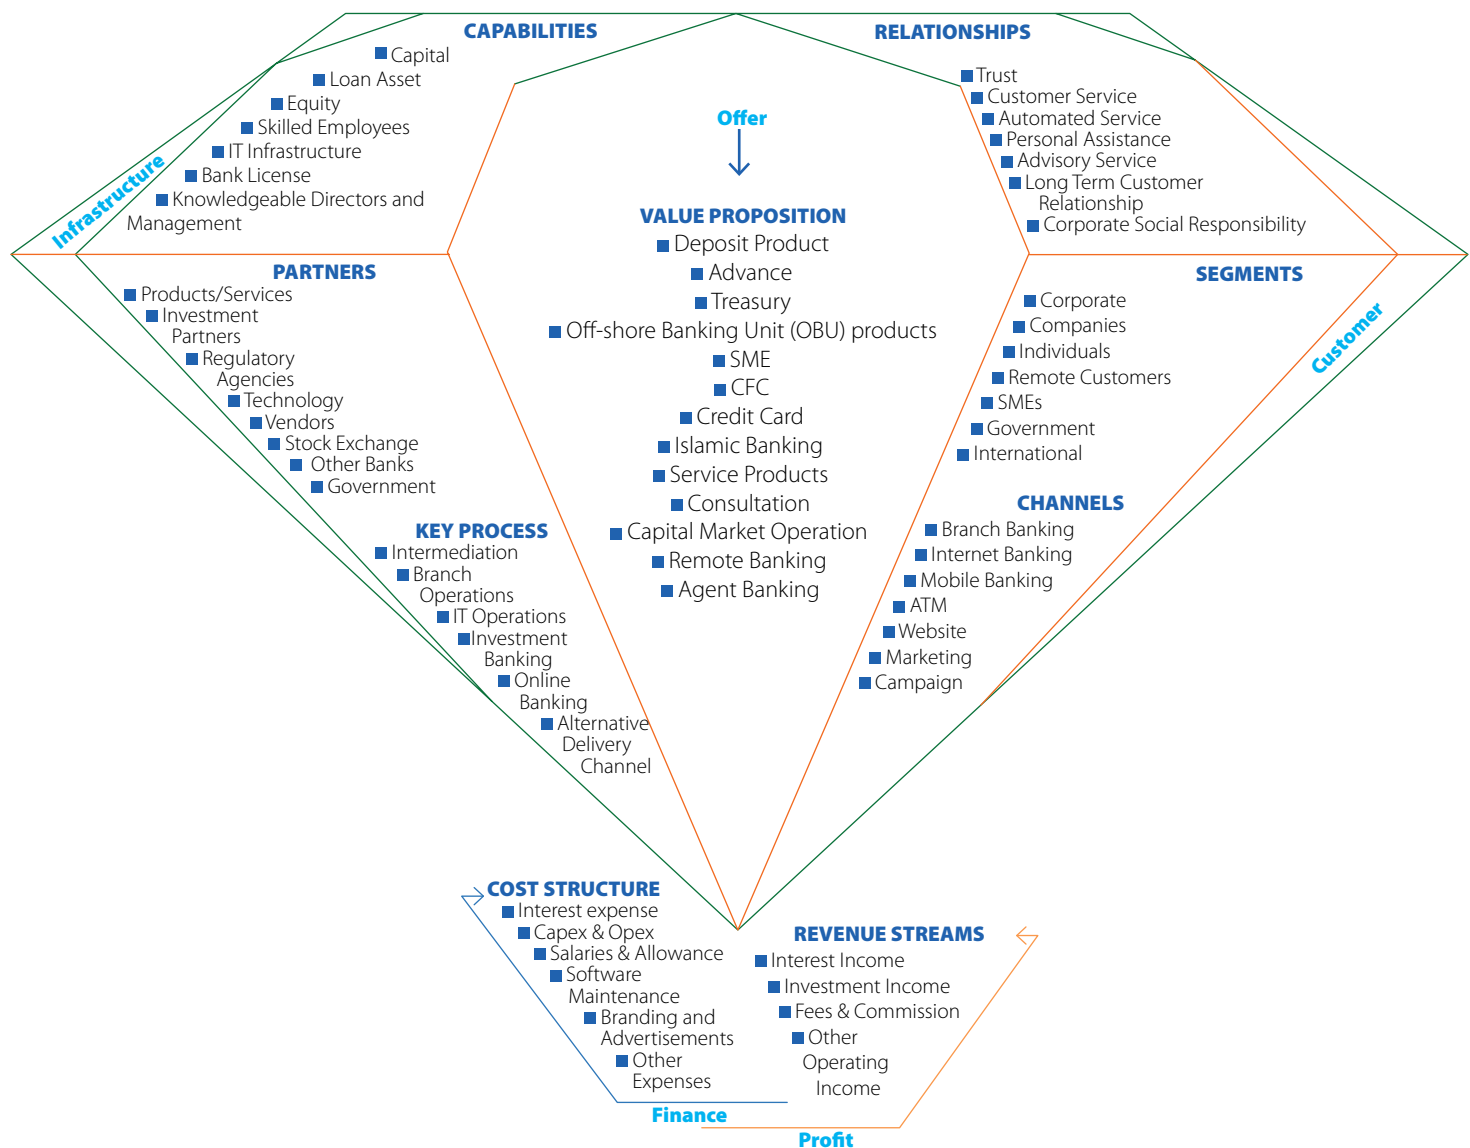 CAPABILITIES
Capital
Loan Asset
Equity
Skilled Employees
IT Infrastructure
Bank License
Knowledgeable Directors and
Management
Infrastructure
PARTNERS
Products/Services
Investment
Partners
Regulatory
Agencies
Technology
Vendors
Stock Exchange
Other Banks
Government
KEY PROCESS
Intermediation
Branch
Operations
IT Operations
Investment
Banking
Online
Banking
Alternative
Delivery
Channel
Offer
VALUE PROPOSITION
Deposit Product
Advance
Treasury
Off-shore Banking Unit (OBU) products
SME
CFC
Credit Card
Islamic Banking
Service Products
Consultation
Capital Market Operation
Remote Banking
Agent Banking
RELATIONSHIPS
Trust
Customer Service
Automated Service
Personal Assistance
Advisory Service
Long Term Customer
Relationship
Corporate Social Responsibility
SEGMENTS
Corporate
Companies
Individuals
Remote Customers
SMEs
Government
International
Customer
CHANNELS
Branch Banking
Internet Banking
Mobile Banking
ATM
Website
Marketing
Campaign
COST STRUCTURE
Interest expense
Capex & Opex
Salaries & Allowance
Software
Maintenance
Branding and
Advertisements
Other
Expenses
Finance
REVENUE STREAMS
Interest Income
Investment Income
Fees & Commission
Other
Operating
Income
Profit